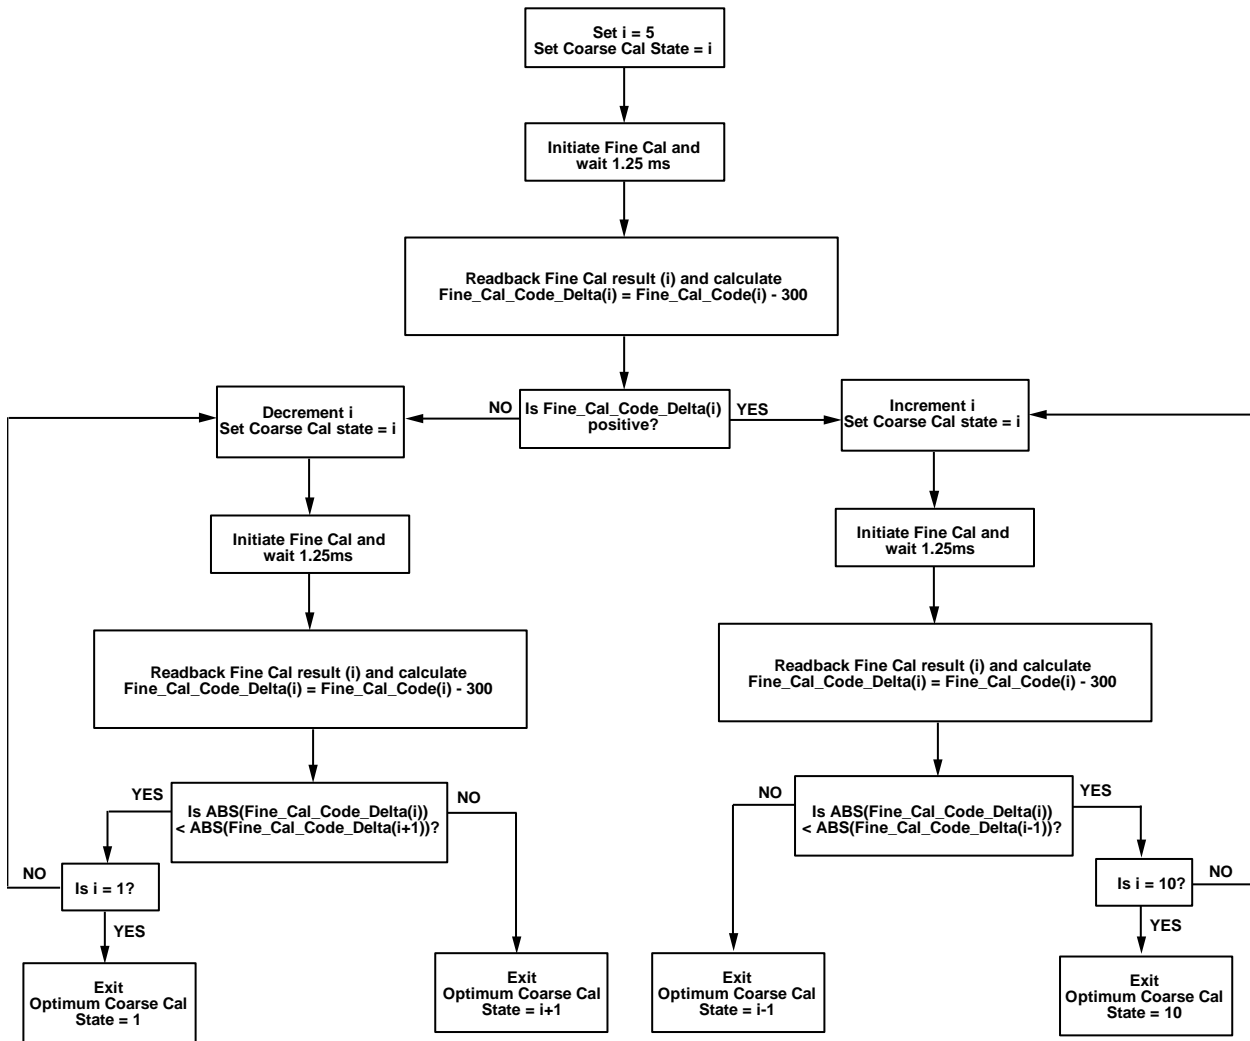 Set i = 5
Set Coarse Cal State = i
Initiate Fine Cal and
wait 1.25 ms
Readback Fine Cal result (i) and calculate
Fine_Cal_Code_Delta(i) = Fine_Cal_Code(i) - 300
Is Fine_Cal_Code_Delta(i)
positive?
NO
YES
Decrement i
Set Coarse Cal state = i
Initiate Fine Cal and
wait 1.25ms
Readback Fine Cal result (i) and calculate
Fine_Cal_Code_Delta(i) = Fine_Cal_Code(i) - 300
Is ABS(Fine_Cal_Code_Delta(i))
< ABS(Fine_Cal_Code_Delta(i+1))?
YES
NO
Is i = 1?
NO
YES
Exit
Optimum Coarse Cal
State = 1
Exit
Optimum Coarse Cal
State = i+1
Increment i
Set Coarse Cal state = i
Initiate Fine Cal and
wait 1.25ms
Readback Fine Cal result (i) and calculate
Fine_Cal_Code_Delta(i) = Fine_Cal_Code(i) - 300
Is ABS(Fine_Cal_Code_Delta(i))
< ABS(Fine_Cal_Code_Delta(i-1))?
NO
YES
Exit
Optimum Coarse Cal
State = i-1
Is i = 10?
NO
YES
Exit
Optimum Coarse Cal
State = 10